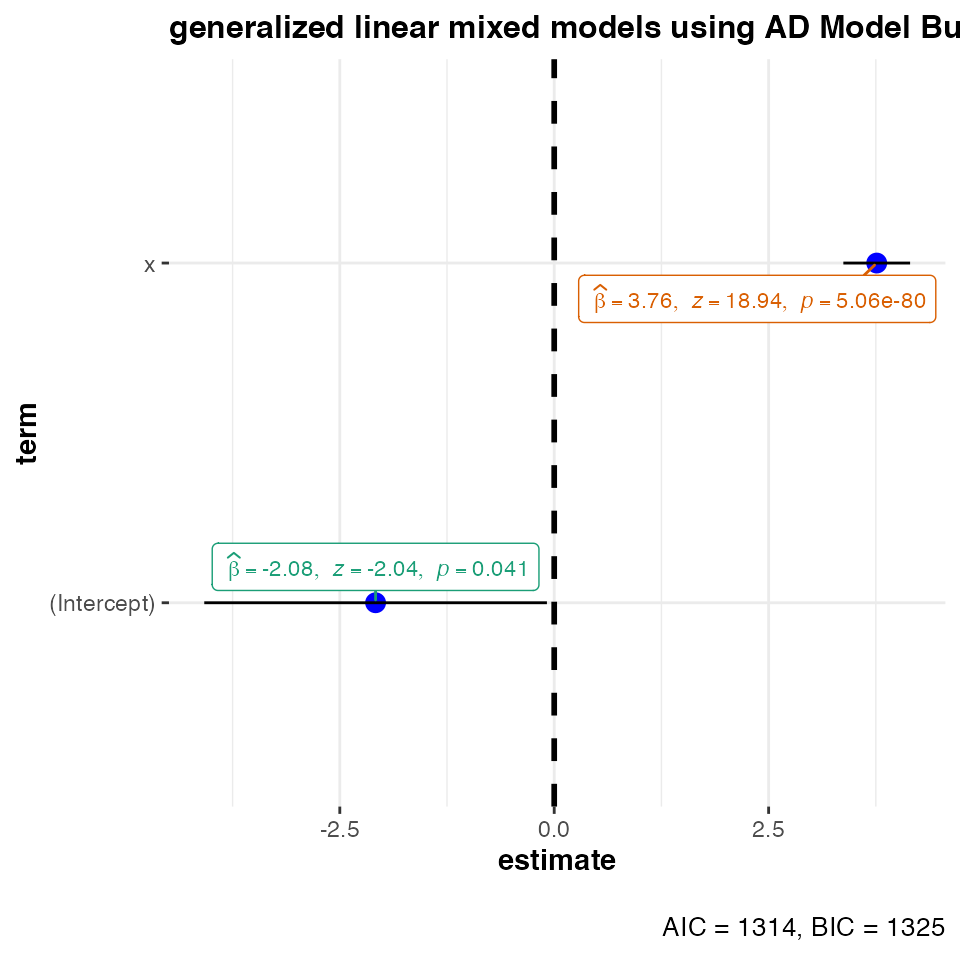 generalized linear mixed models using AD Model Bu
term
x
β̂ = 3.76, z = 18.94, p = 5.06e-80
β̂ = -2.08, z = -2.04, p = 0.041
(Intercept)
-2.5 0.0 2.5
estimate
AIC = 1314, BIC = 1325